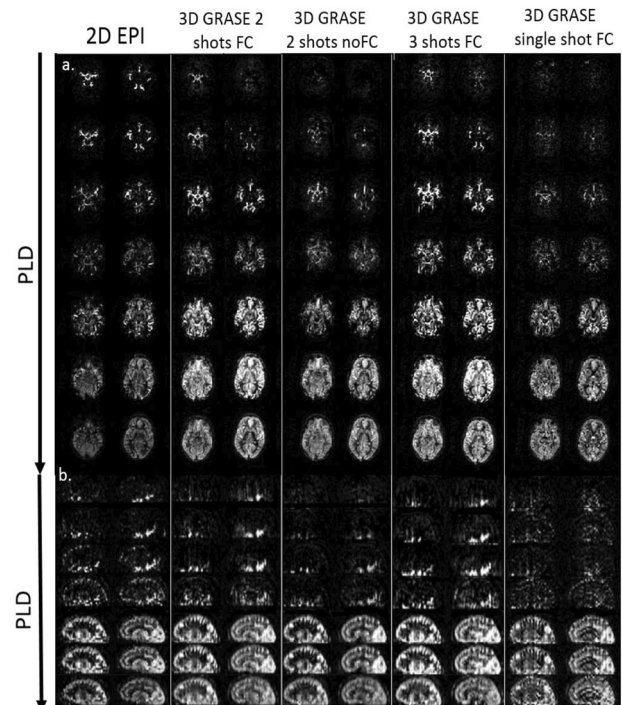 2D EPI
3D GRASE 2
shots FC
3D GRASE
2 shots noFC
3D GRASE
3 shots FC
3D GRASE
single shot FC
a.
PLD
b.
PLD